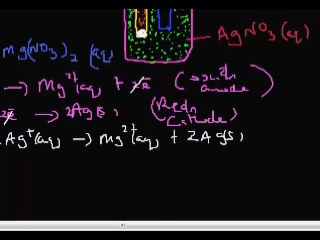 AgNO3(aq)
Mg(NO3)2 (aq
→ Mg²⁺(aq) + 2e ( oxidn anode )
2e → 2Ag(s) (Redn Cathode)
Ag⁺(aq) → Mg²⁺(aq) + 2Ag(s)